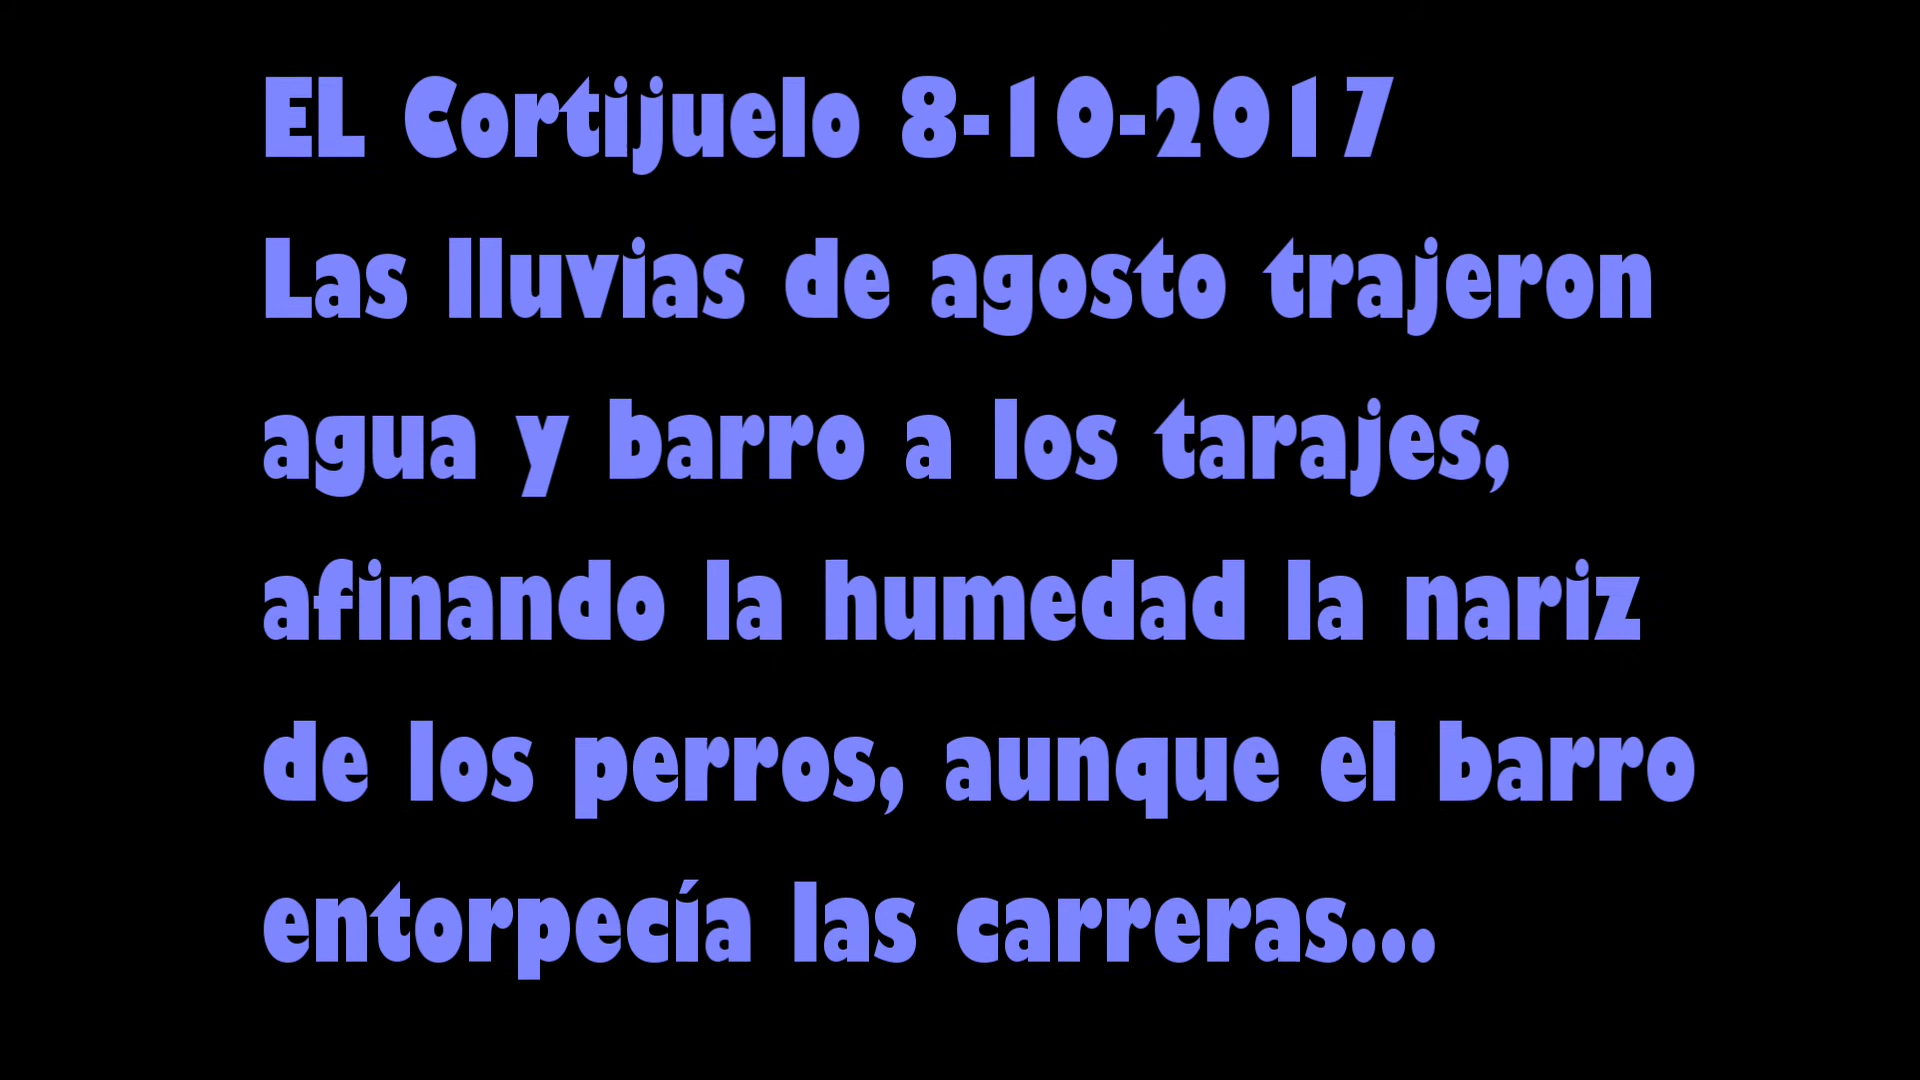 EL Cortijuelo 8-10-2017
Las lluvias de agosto trajeron
agua y barro a los tarajes,
afinando la humedad la nariz
de los perros, aunque el barro
entorpecía las carreras...